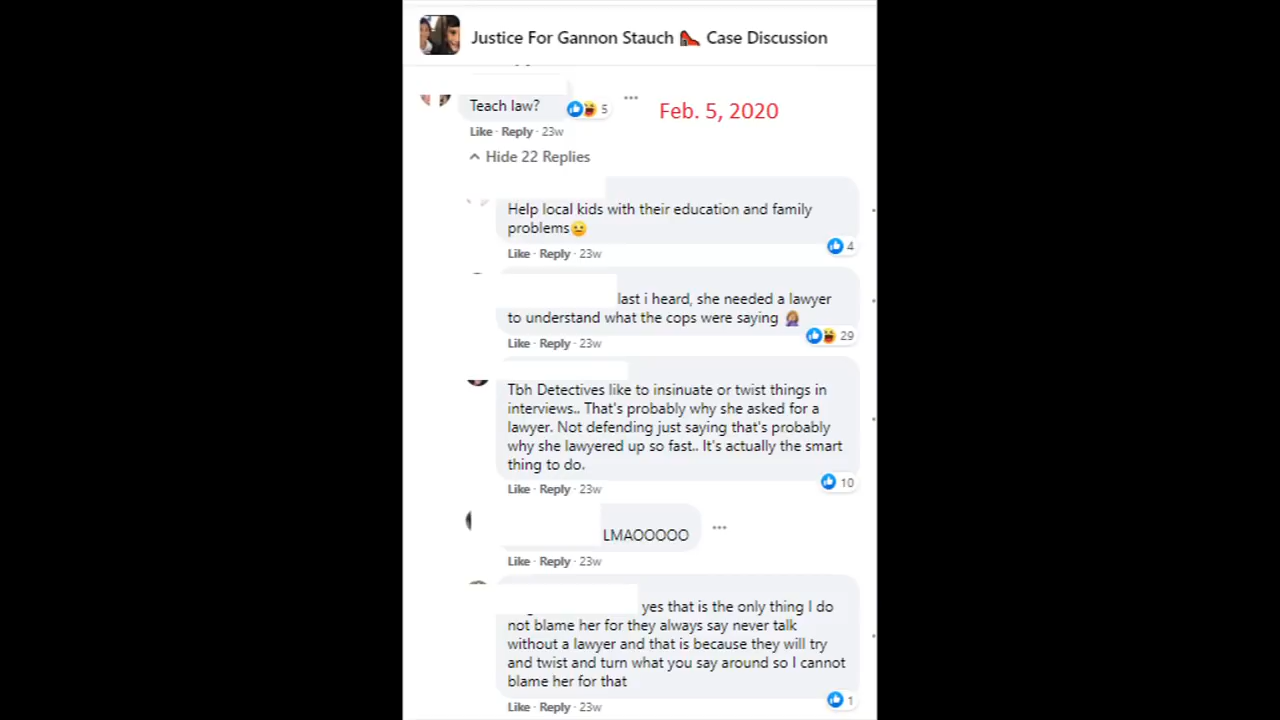 Justice For Gannon Stauch 👠 Case Discussion
Teach law?
5
Feb. 5, 2020
Like · Reply · 23w
Hide 22 Replies
Help local kids with their education and family
problems😐
4
Like · Reply · 23w
last i heard, she needed a lawyer
to understand what the cops were saying 🤦🏼‍♀️
29
Like · Reply · 23w
Tbh Detectives like to insinuate or twist things in
interviews.. That's probably why she asked for a
lawyer. Not defending just saying that's probably
why she lawyered up so fast.. It's actually the smart
thing to do.
10
Like · Reply · 23w
LMAOOOOO
Like · Reply · 23w
yes that is the only thing I do
not blame her for they always say never talk
without a lawyer and that is because they will try
and twist and turn what you say around so I cannot
blame her for that
1
Like · Reply · 23w